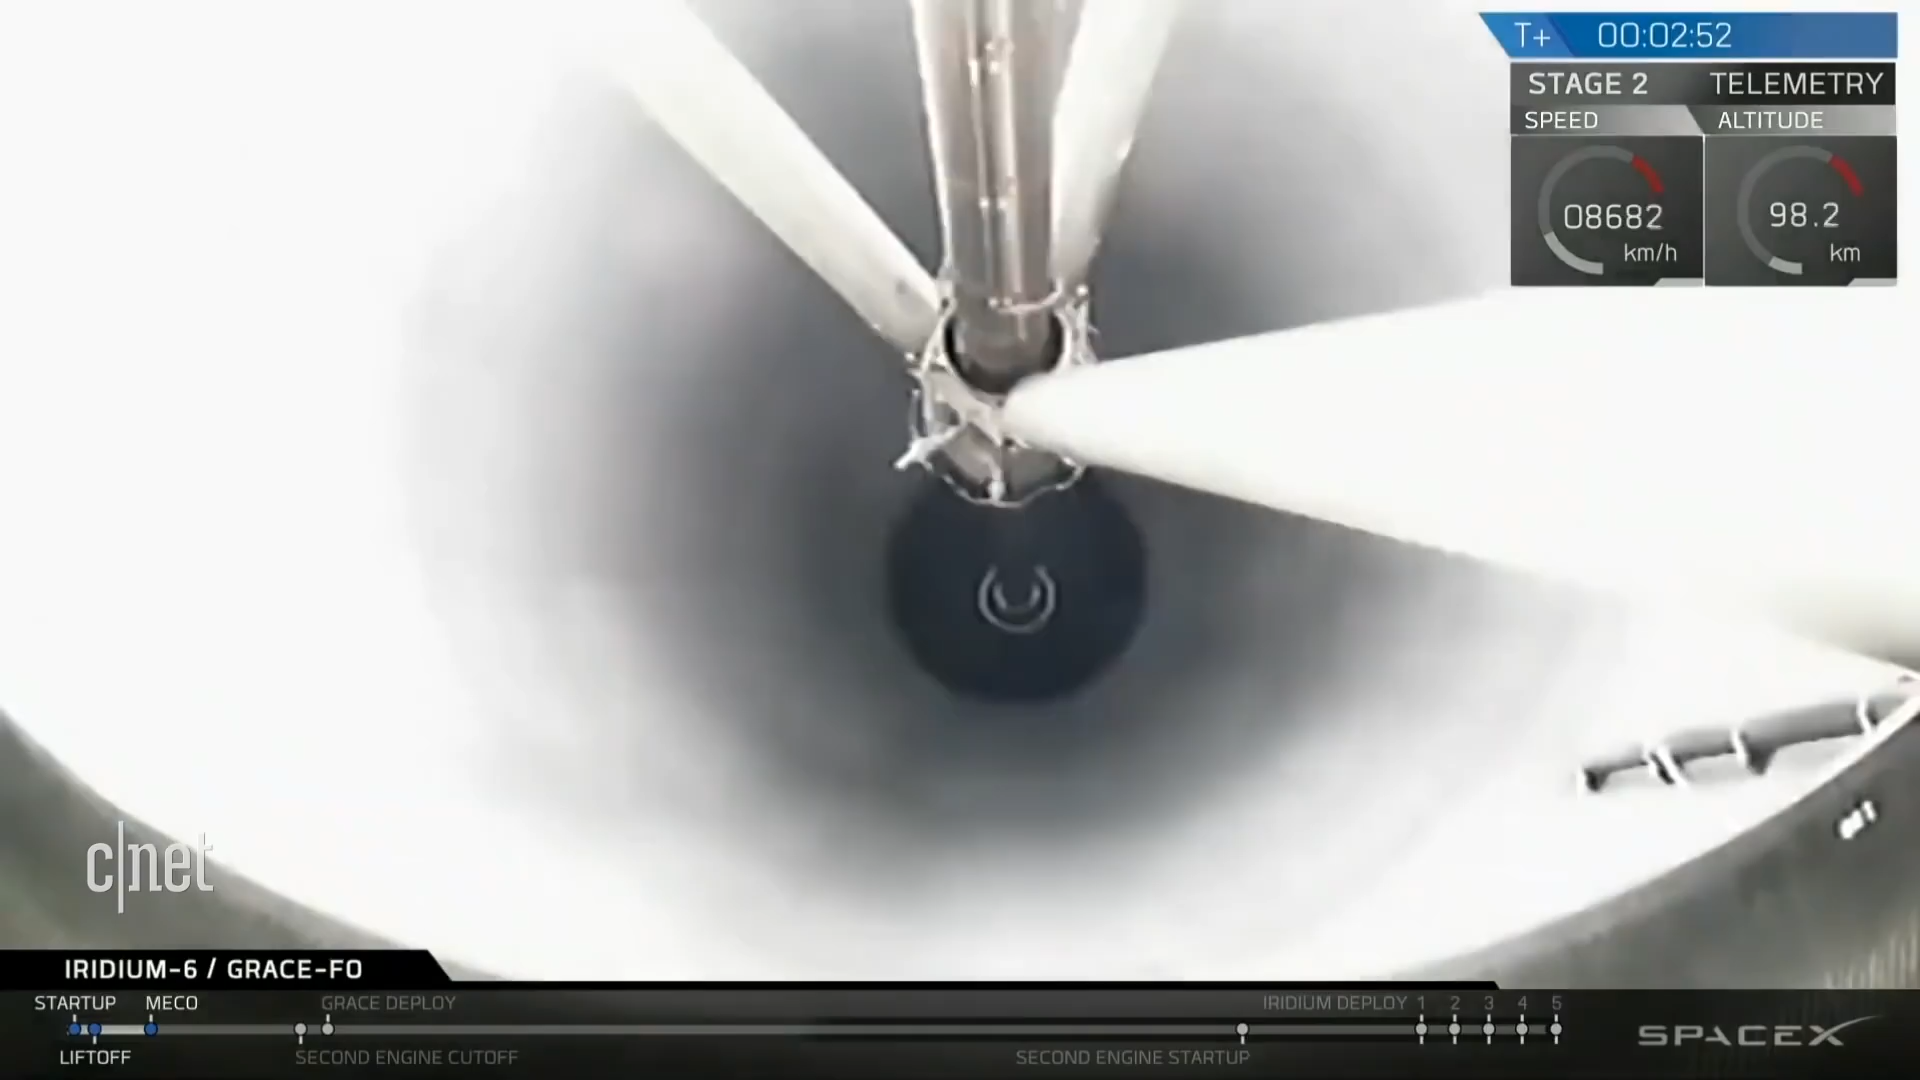 T+ 00:02:52
STAGE 2 TELEMETRY
SPEED ALTITUDE
08682 98.2
km/h km
c|net
IRIDIUM-6 / GRACE-FO
STARTUP MECO GRACE DEPLOY IRIDIUM DEPLOY 1 2 3 4 5
LIFTOFF SECOND ENGINE CUTOFF SECOND ENGINE STARTUP
SPACEX